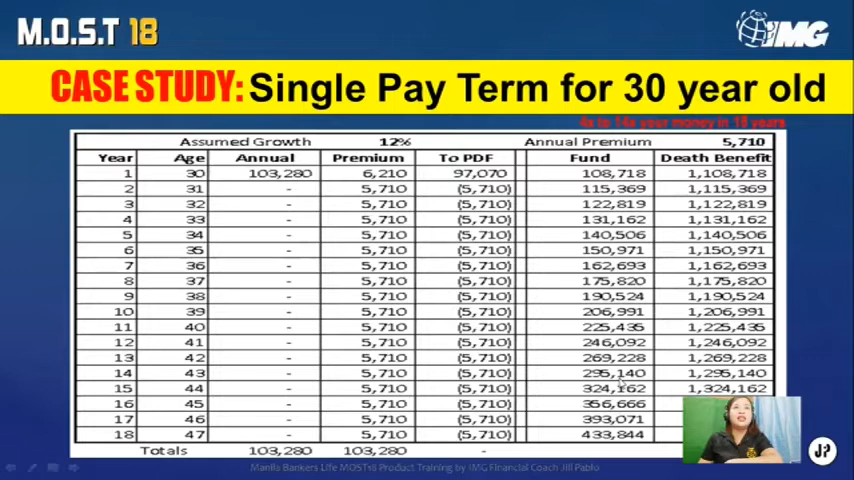 M.O.S.T 18
IMG
CASE STUDY: Single Pay Term for 30 year old
4x to 14x your money in 18 years
Assumed Growth 12% Annual Premium 5,710
Year Age Annual Premium To PDF Fund Death Benefit
1 30 103,280 6,210 97,070 108,718 1,108,718
2 31 - 5,710 (5,710) 115,369 1,115,369
3 32 - 5,710 (5,710) 122,819 1,122,819
4 33 - 5,710 (5,710) 131,162 1,131,162
5 34 - 5,710 (5,710) 140,506 1,140,506
6 35 - 5,710 (5,710) 150,971 1,150,971
7 36 - 5,710 (5,710) 162,693 1,162,693
8 37 - 5,710 (5,710) 175,820 1,175,820
9 38 - 5,710 (5,710) 190,524 1,190,524
10 39 - 5,710 (5,710) 206,991 1,206,991
11 40 - 5,710 (5,710) 225,435 1,225,435
12 41 - 5,710 (5,710) 246,092 1,246,092
13 42 - 5,710 (5,710) 269,228 1,269,228
14 43 - 5,710 (5,710) 295,140 1,295,140
15 44 - 5,710 (5,710) 324,162 1,324,162
16 45 - 5,710 (5,710) 356,666
17 46 - 5,710 (5,710) 393,071
18 47 - 5,710 (5,710) 433,844
Totals 103,280 103,280 -
Manila Bankers Life MOST18 Product Training by IMG Financial Coach Jill Pablo
JP